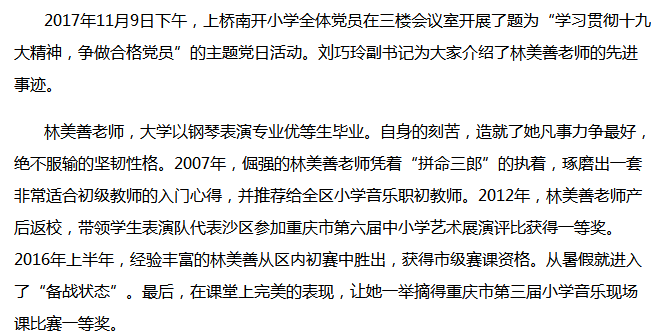 2017年11月9日下午，上桥南开小学全体党员在三楼会议室开展了题为“学习贯彻十九
大精神，争做合格党员”的主题党日活动。刘巧玲副书记为大家介绍了林美善老师的先进
事迹。
林美善老师，大学以钢琴表演专业优等生毕业。自身的刻苦，造就了她凡事力争最好，
绝不服输的坚韧性格。2007年，倔强的林美善老师凭着“拼命三郎”的执着，琢磨出一套
非常适合初级教师的入门心得，并推荐给全区小学音乐职初教师。2012年，林美善老师产
后返校，带领学生表演队代表沙区参加重庆市第六届中小学艺术展演评比获得一等奖。
2016年上半年，经验丰富的林美善从区内初赛中胜出，获得市级赛课资格。从暑假就进入
了“备战状态”。最后，在课堂上完美的表现，让她一举摘得重庆市第三届小学音乐现场
课比赛一等奖。